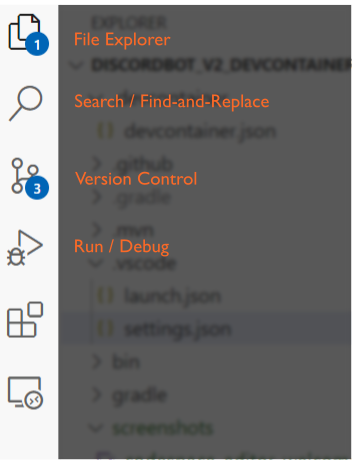 EXPLORER
1
File Explorer
DISCORDBOT_V2_DEVCONTAINER
Search / Find-and-Replace
{} devcontainer.json
.github
3
Version Control
.gradle
.mvn
Run / Debug
.vscode
{} launch.json
{} settings.json
bin
gradle
screenshots